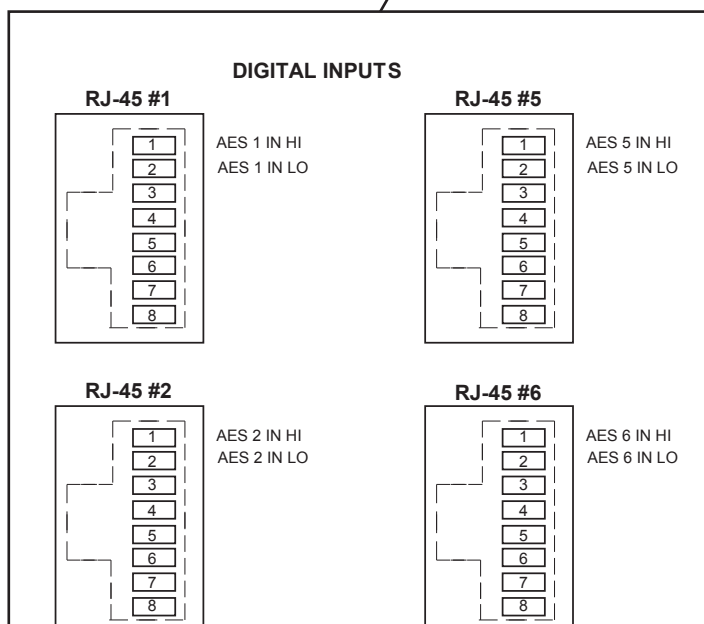 DIGITAL INPUTS
RJ-45 #1
1 AES 1 IN HI
2 AES 1 IN LO
3
4
5
6
7
8
RJ-45 #5
1 AES 5 IN HI
2 AES 5 IN LO
3
4
5
6
7
8
RJ-45 #2
1 AES 2 IN HI
2 AES 2 IN LO
3
4
5
6
7
8
RJ-45 #6
1 AES 6 IN HI
2 AES 6 IN LO
3
4
5
6
7
8